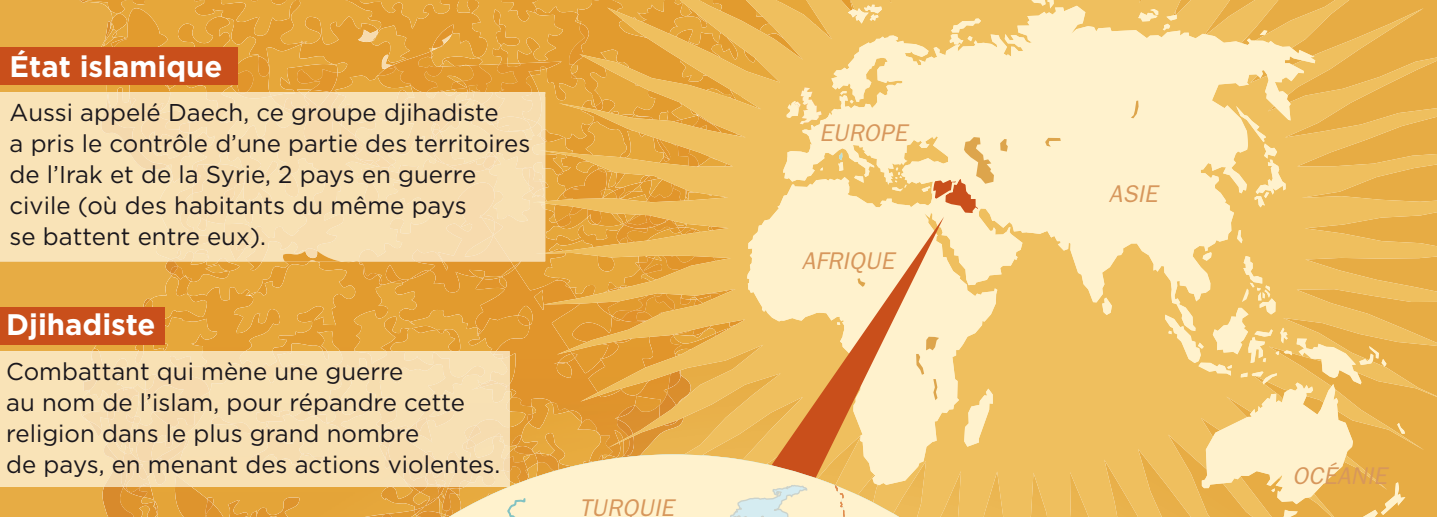 État islamique
Aussi appelé Daech, ce groupe djihadiste
a pris le contrôle d’une partie des territoires
de l’Irak et de la Syrie, 2 pays en guerre
civile (où des habitants du même pays
se battent entre eux).
Djihadiste
Combattant qui mène une guerre
au nom de l’islam, pour répandre cette
religion dans le plus grand nombre
de pays, en menant des actions violentes.
EUROPE
ASIE
AFRIQUE
OCÉANIE
TURQUIE